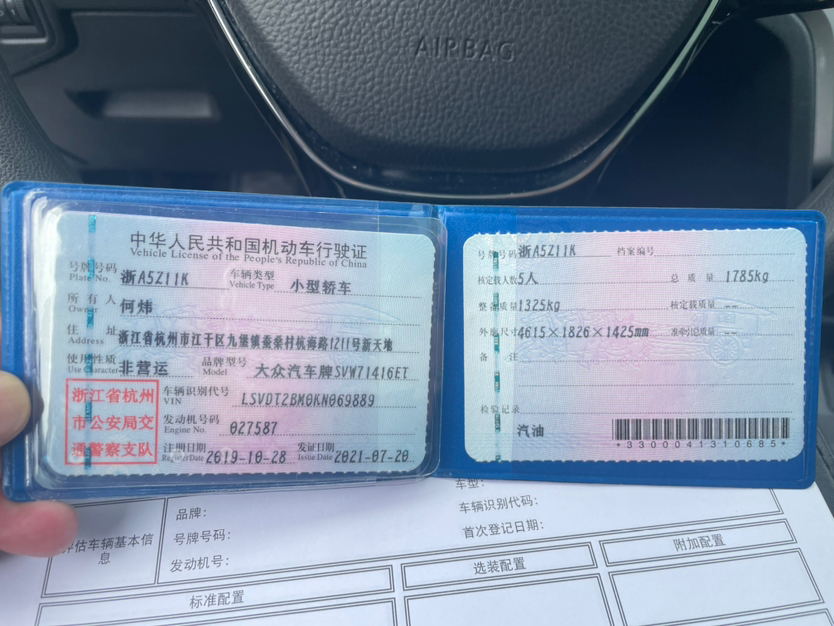 AIRBAG
中华人民共和国机动车行驶证
Vehicle License of the People's Republic of China
号牌号码 浙A5Z11K 车辆类型 小型轿车
Plate No. Vehicle Type
所有人 何炜
Owner
住址 浙江省杭州市江干区九堡镇蚕桑村杭海路1211号新天地
Address
使用性质 非营运 品牌型号 大众汽车牌SVW71416ET
Use Character Model
浙江省杭州
市公安局交
通警察支队
车辆识别代号 LSVDT2BM0KN069889
VIN
发动机号码 027587
Engine No.
注册日期 2019-10-28 发证日期 2021-07-20
Register Date Issue Date
号牌号码 浙A5Z11K 档案编号
核定载人数 5人 总质量 1785kg
整备质量 1325kg 核定载质量 --
外廓尺寸 4615×1826×1425mm 准牵引总质量 --
备注
检验记录
汽油
*3300041310685*
评估车辆基本信
息
品牌： 车型：
号牌号码： 车辆识别代码：
发动机号： 首次登记日期：
标准配置 选装配置 附加配置